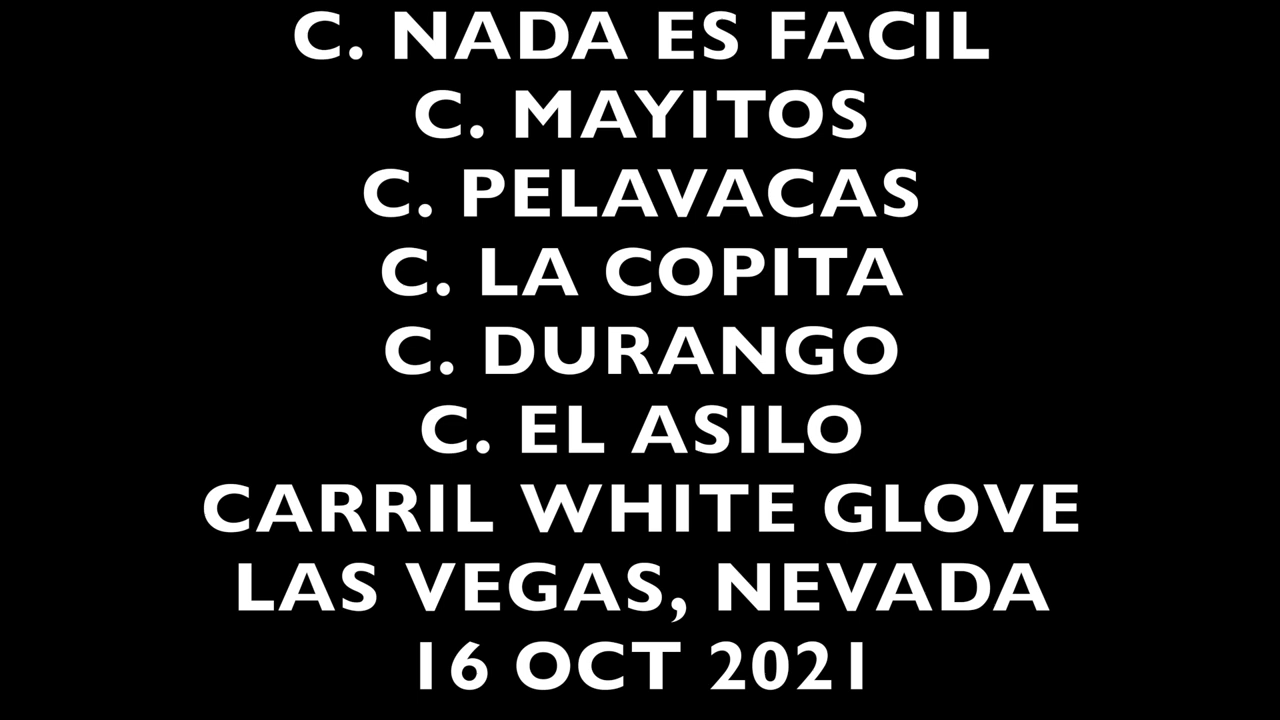 C. NADA ES FACIL
C. MAYITOS
C. PELAVACAS
C. LA COPITA
C. DURANGO
C. EL ASILO
CARRIL WHITE GLOVE
LAS VEGAS, NEVADA
16 OCT 2021